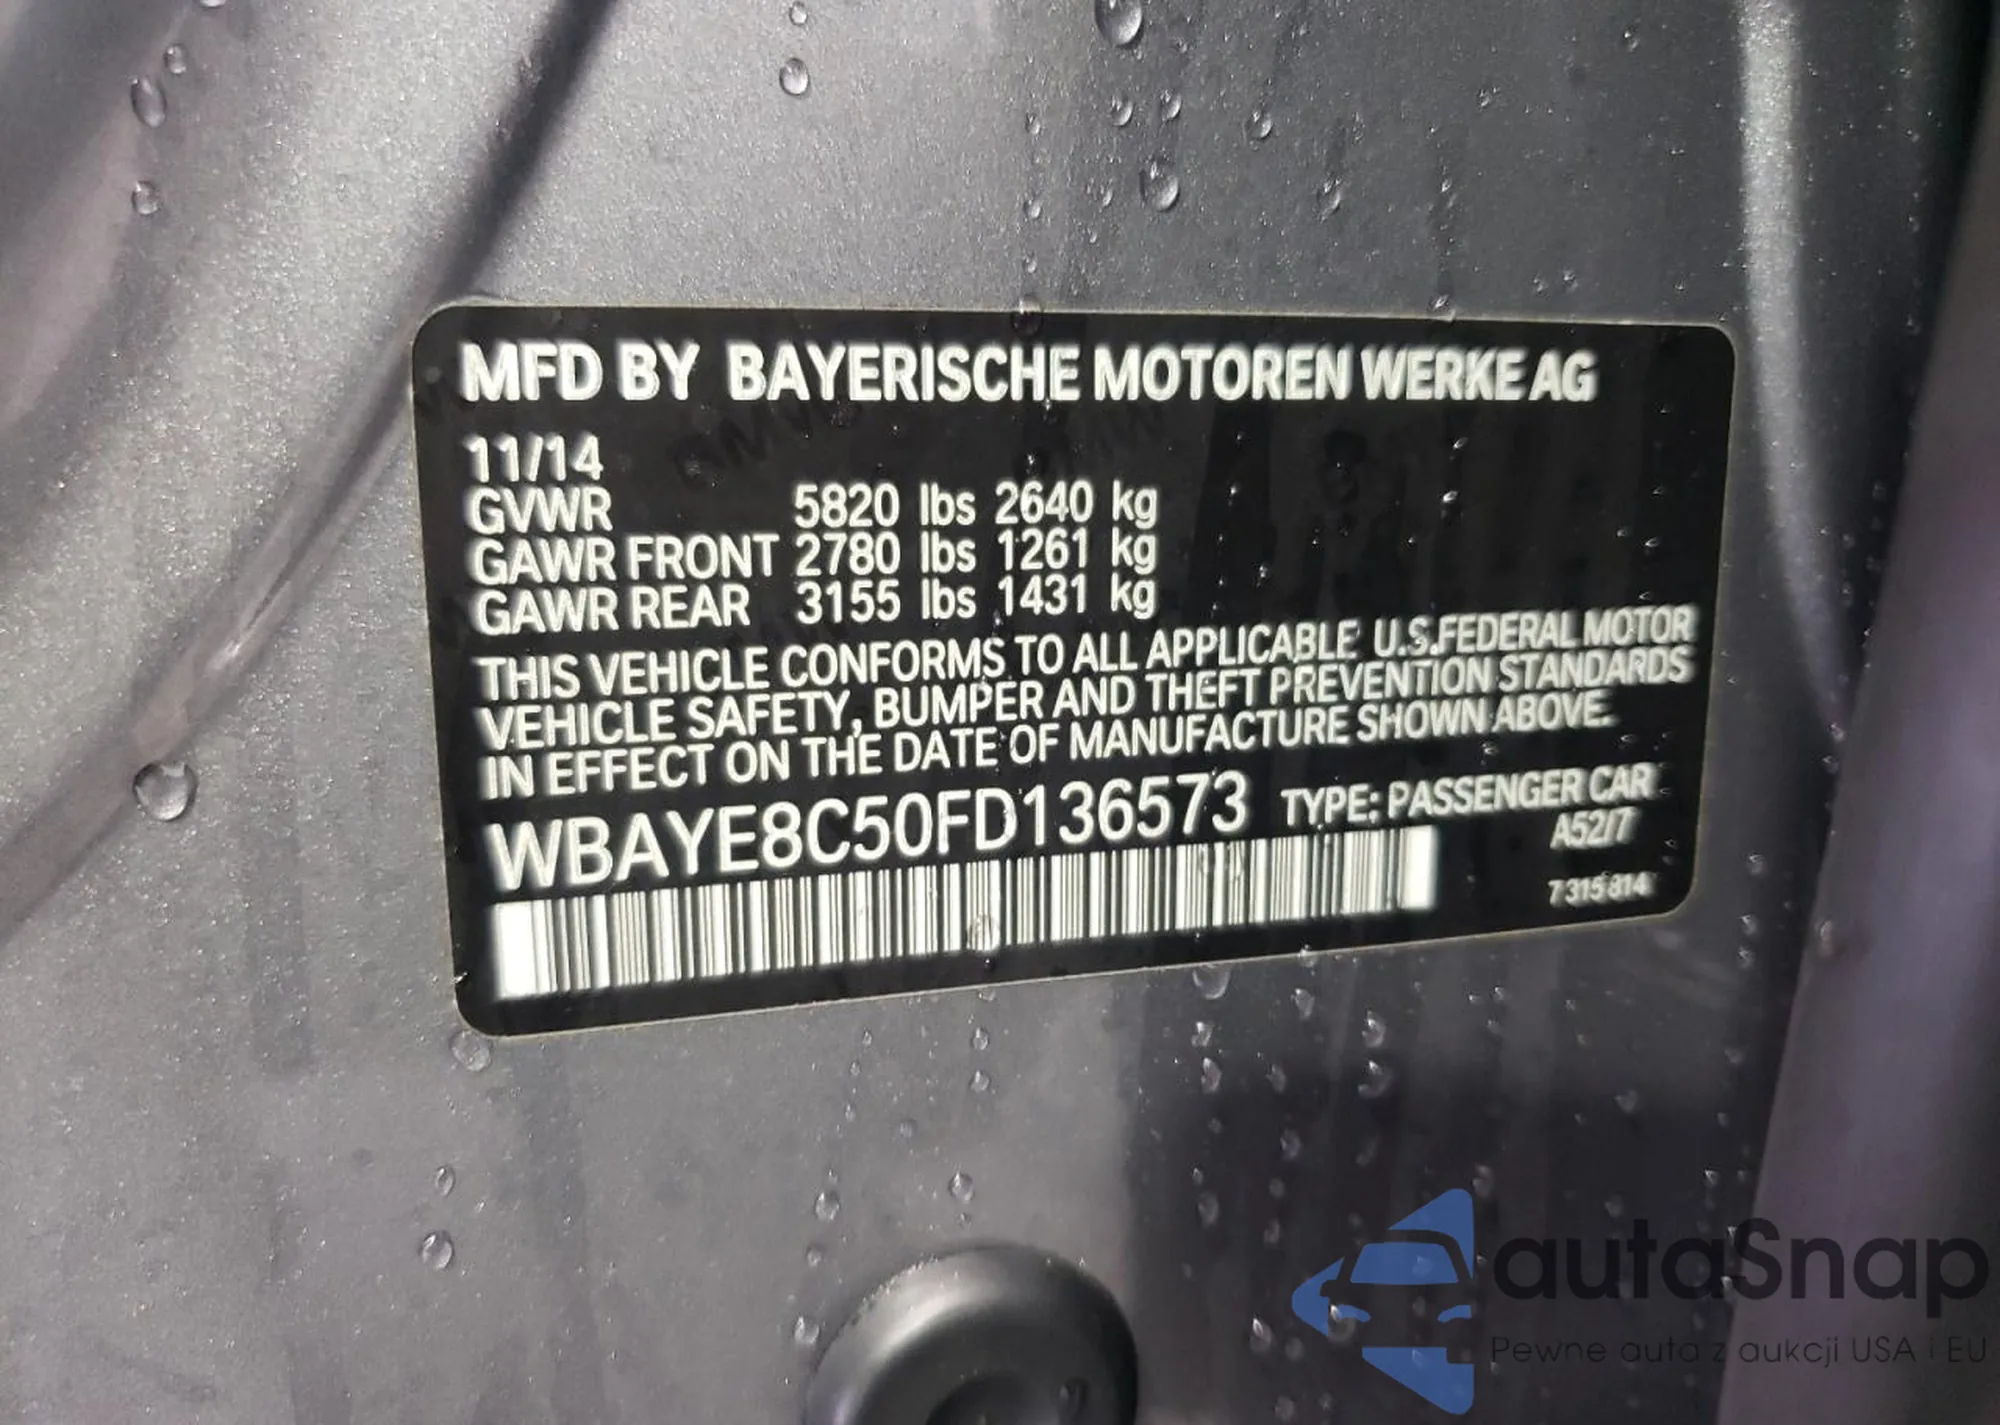 MFD BY BAYERISCHE MOTOREN WERKE AG
11/14
GVWR 5820 lbs 2640 kg
GAWR FRONT 2780 lbs 1261 kg
GAWR REAR 3155 lbs 1431 kg
THIS VEHICLE CONFORMS TO ALL APPLICABLE U.S.FEDERAL MOTOR
VEHICLE SAFETY, BUMPER AND THEFT PREVENTION STANDARDS
IN EFFECT ON THE DATE OF MANUFACTURE SHOWN ABOVE.
WBAYE8C50FD136573 TYPE: PASSENGER CAR
A52/7
7 315 814
autaSnap
Pewne auta z aukcji USA i EU